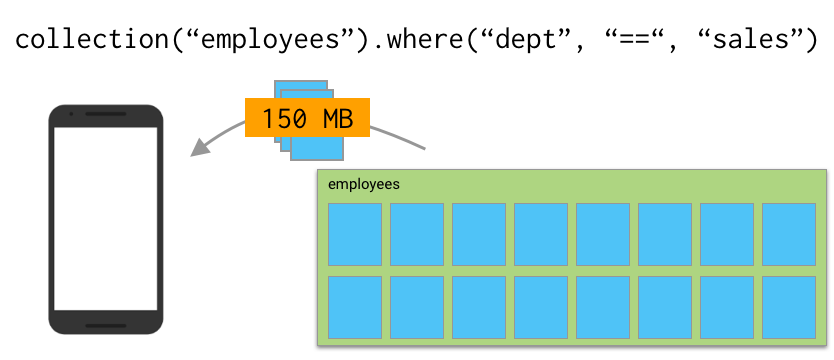 collection(“employees”).where(“dept”, “==“, “sales”)
150 MB
employees